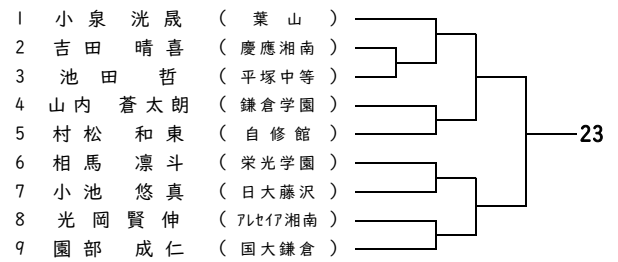 1 小泉 洸晟 ( 葉山 )
2 吉田 晴喜 ( 慶應湘南 )
3 池田 哲 ( 平塚中等 )
4 山内 蒼太朗 ( 鎌倉学園 )
5 村松 和東 ( 自修館 )
23
6 相馬 凛斗 ( 栄光学園 )
7 小池 悠真 ( 日大藤沢 )
8 光岡 賢伸 ( アレセイア湘南 )
9 園部 成仁 ( 国大鎌倉 )